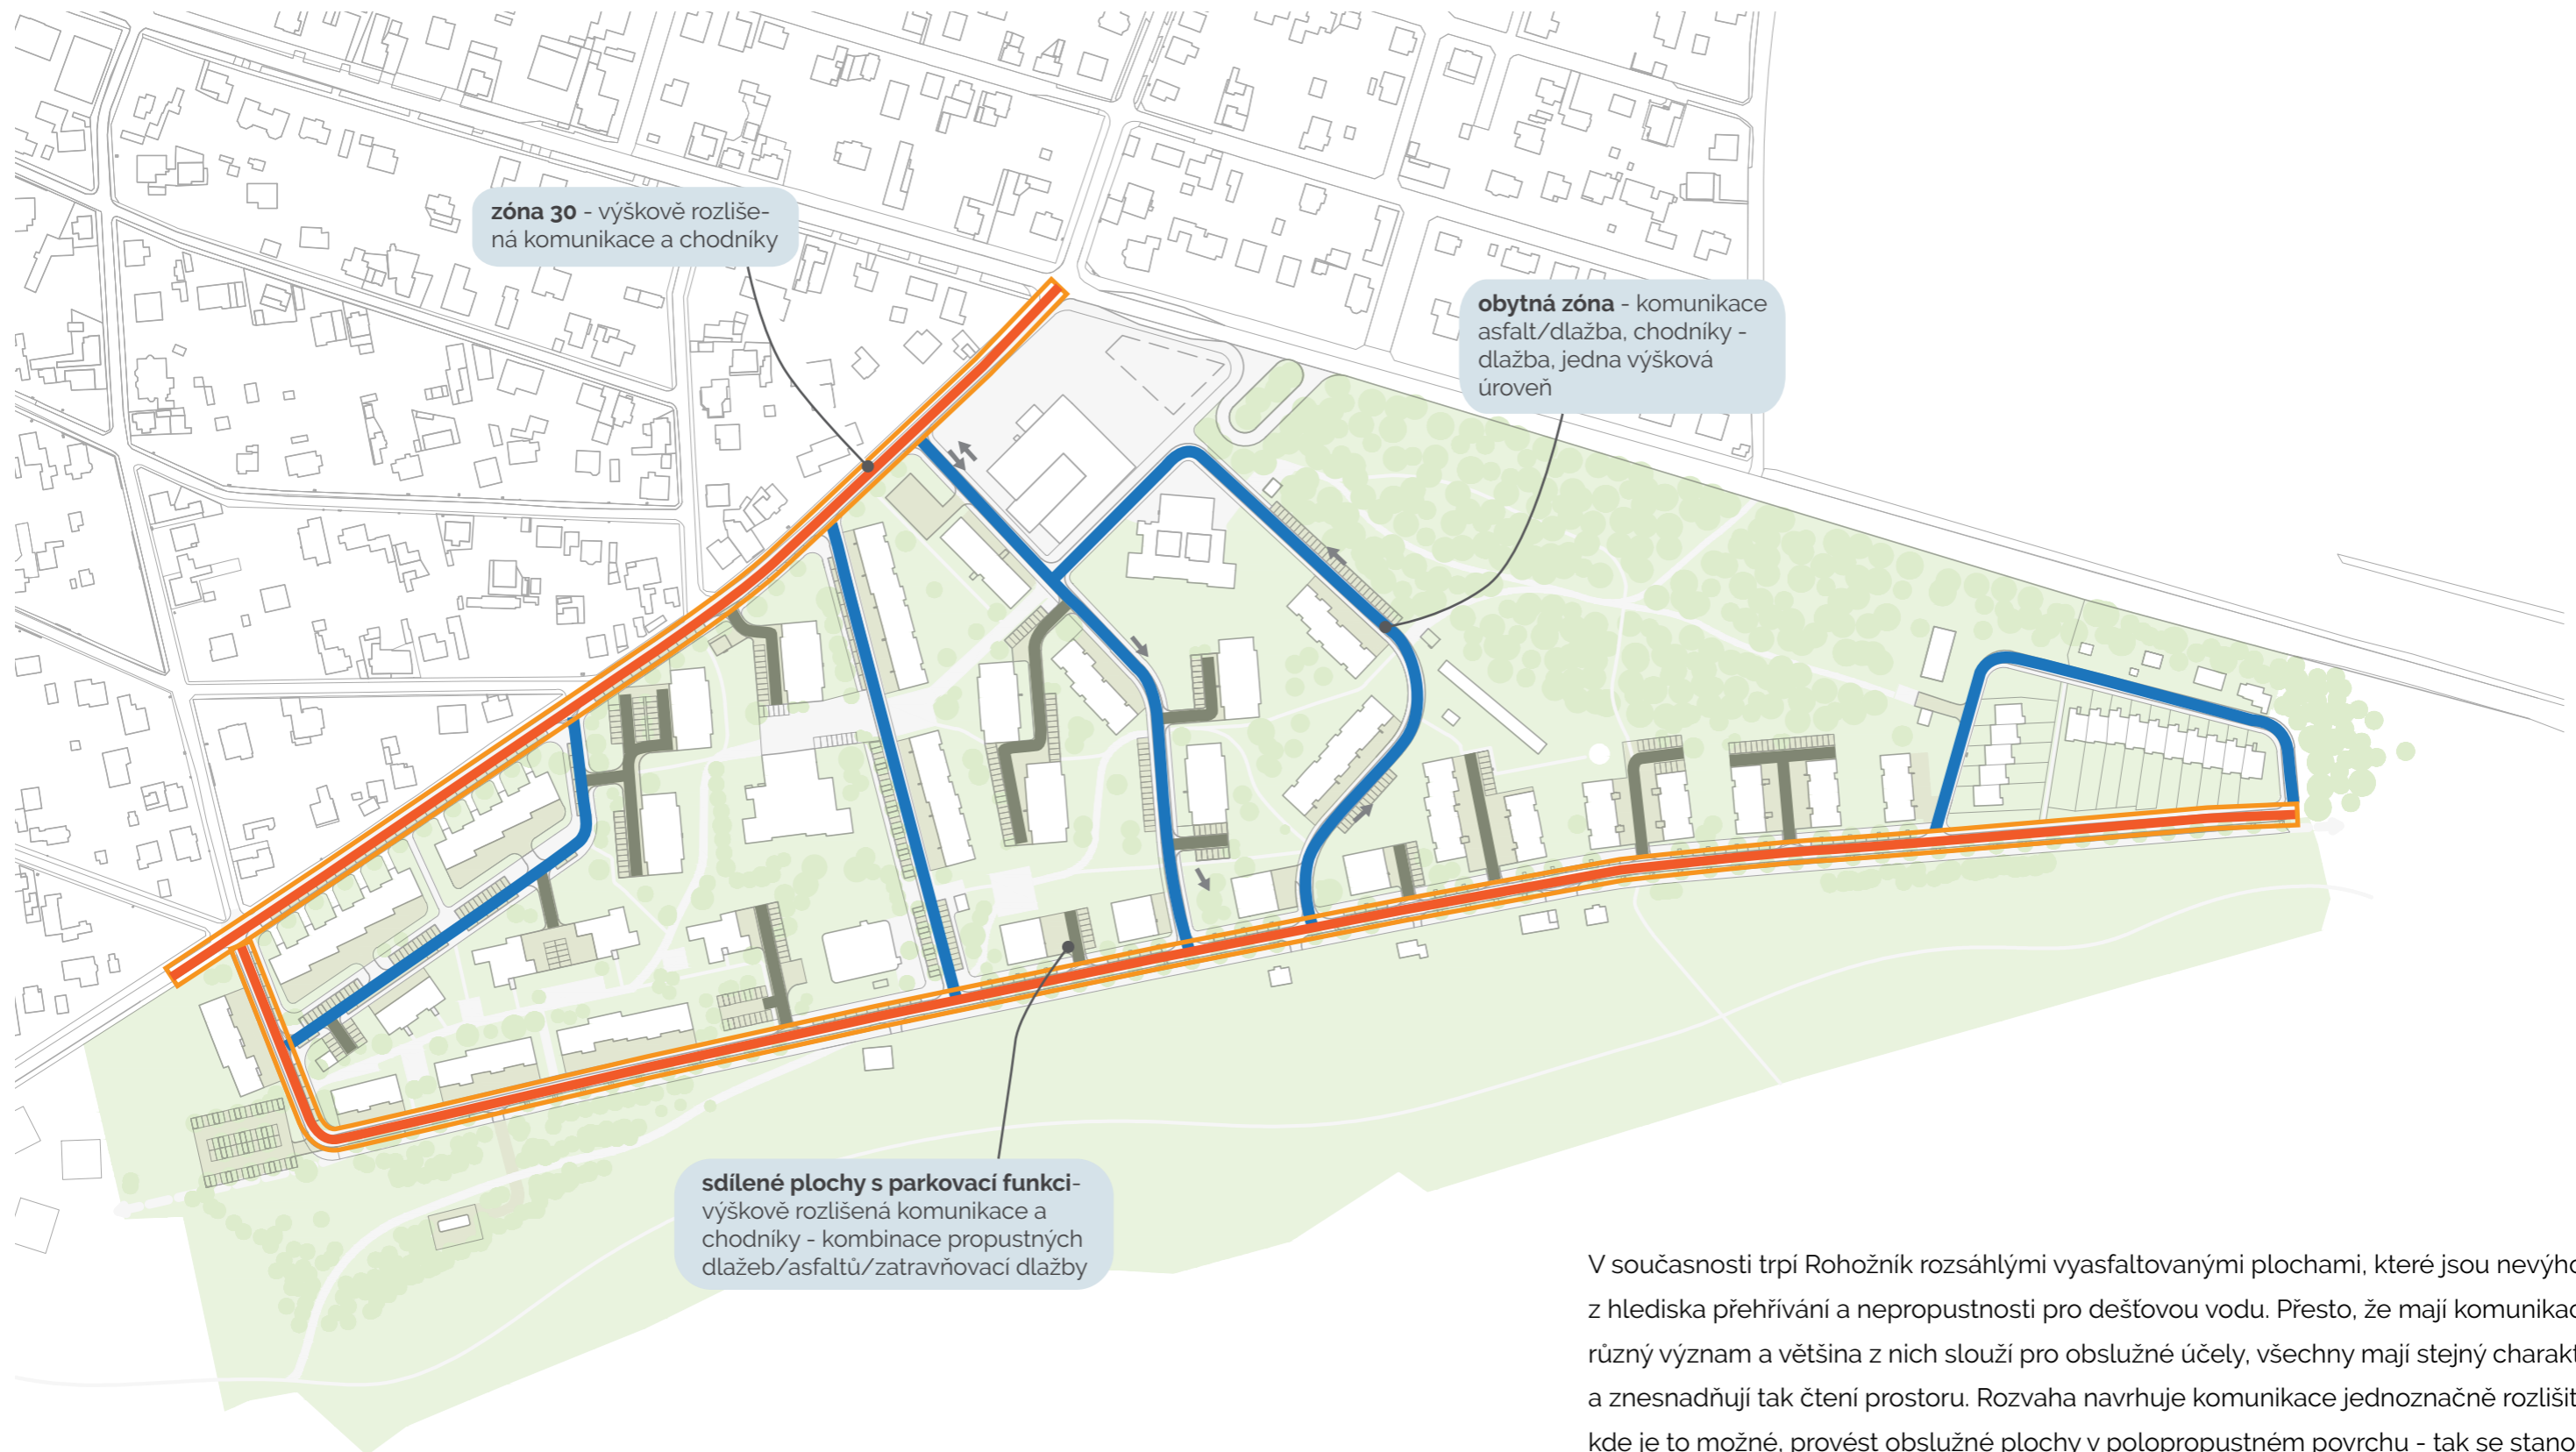 zóna 30 - výškově rozliše-
ná komunikace a chodníky
obytná zóna - komunikace
asfalt/dlažba, chodníky -
dlažba, jedna výšková
úroveň
sdílené plochy s parkovací funkci-
výškově rozlišená komunikace a
chodníky - kombinace propustných
dlažeb/asfaltů/zatravňovací dlažby
V současnosti trpí Rohožník rozsáhlými vyasfaltovanými plochami, které jsou
z hlediska přehřívání a nepropustnosti pro dešťovou vodu. Přesto, že mají
různý význam a většina z nich slouží pro obslužné účely, všechny mají stejný
a znesnadňují tak čtení prostoru. Rozvaha navrhuje komunikace jednoznačně rozlišit
kde je to možné, provést obslužné plochy v polopropustném povrchu - tak se